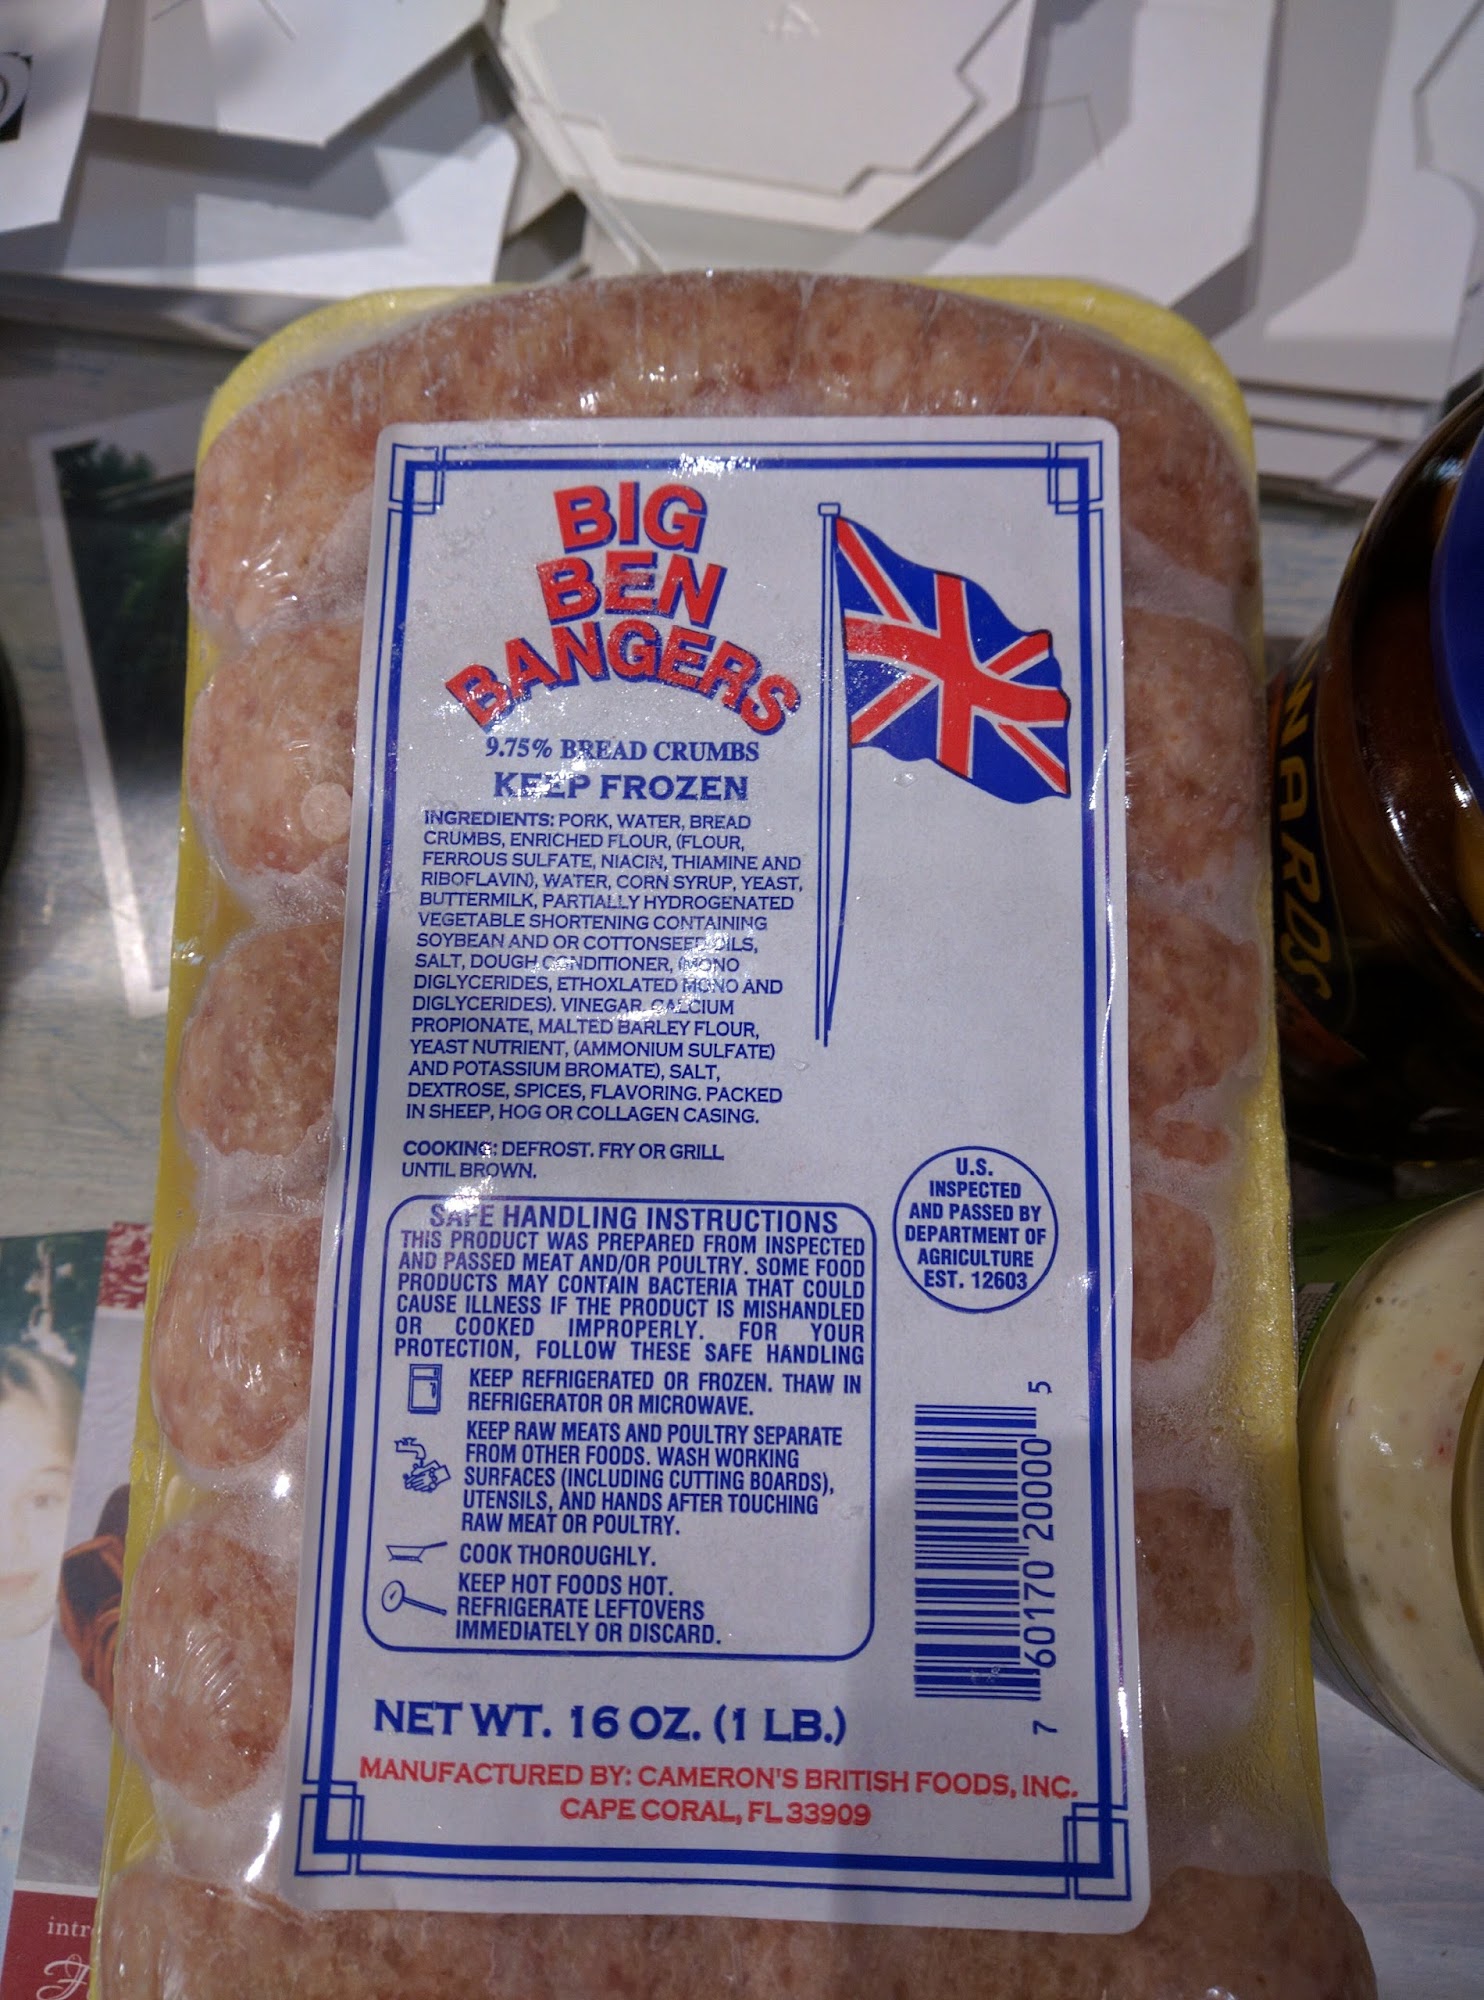 BIG
BEN
BANGERS
9.75% BREAD CRUMBS
KEEP FROZEN
INGREDIENTS: PORK, WATER, BREAD
CRUMBS, ENRICHED FLOUR, (FLOUR,
FERROUS SULFATE, NIACIN, THIAMINE AND
RIBOFLAVIN), WATER, CORN SYRUP, YEAST,
BUTTERMILK, PARTIALLY HYDROGENATED
VEGETABLE SHORTENING CONTAINING
SOYBEAN AND OR COTTONSEED OILS,
SALT, DOUGH CONDITIONER, (MONO
DIGLYCERIDES, ETHOXLATED MONO AND
DIGLYCERIDES). VINEGAR, CALCIUM
PROPIONATE, MALTED BARLEY FLOUR,
YEAST NUTRIENT, (AMMONIUM SULFATE)
AND POTASSIUM BROMATE), SALT,
DEXTROSE, SPICES, FLAVORING. PACKED
IN SHEEP, HOG OR COLLAGEN CASING.
COOKING: DEFROST. FRY OR GRILL
UNTIL BROWN.
SAFE HANDLING INSTRUCTIONS
THIS PRODUCT WAS PREPARED FROM INSPECTED
AND PASSED MEAT AND/OR POULTRY. SOME FOOD
PRODUCTS MAY CONTAIN BACTERIA THAT COULD
CAUSE ILLNESS IF THE PRODUCT IS MISHANDLED
OR COOKED IMPROPERLY. FOR YOUR
PROTECTION, FOLLOW THESE SAFE HANDLING
KEEP REFRIGERATED OR FROZEN. THAW IN
REFRIGERATOR OR MICROWAVE.
KEEP RAW MEATS AND POULTRY SEPARATE
FROM OTHER FOODS. WASH WORKING
SURFACES (INCLUDING CUTTING BOARDS),
UTENSILS, AND HANDS AFTER TOUCHING
RAW MEAT OR POULTRY.
COOK THOROUGHLY.
KEEP HOT FOODS HOT.
REFRIGERATE LEFTOVERS
IMMEDIATELY OR DISCARD.
U.S.
INSPECTED
AND PASSED BY
DEPARTMENT OF
AGRICULTURE
EST. 12603
7 60170 20000 5
NET WT. 16 OZ. (1 LB.)
MANUFACTURED BY: CAMERON'S BRITISH FOODS, INC.
CAPE CORAL, FL 33909